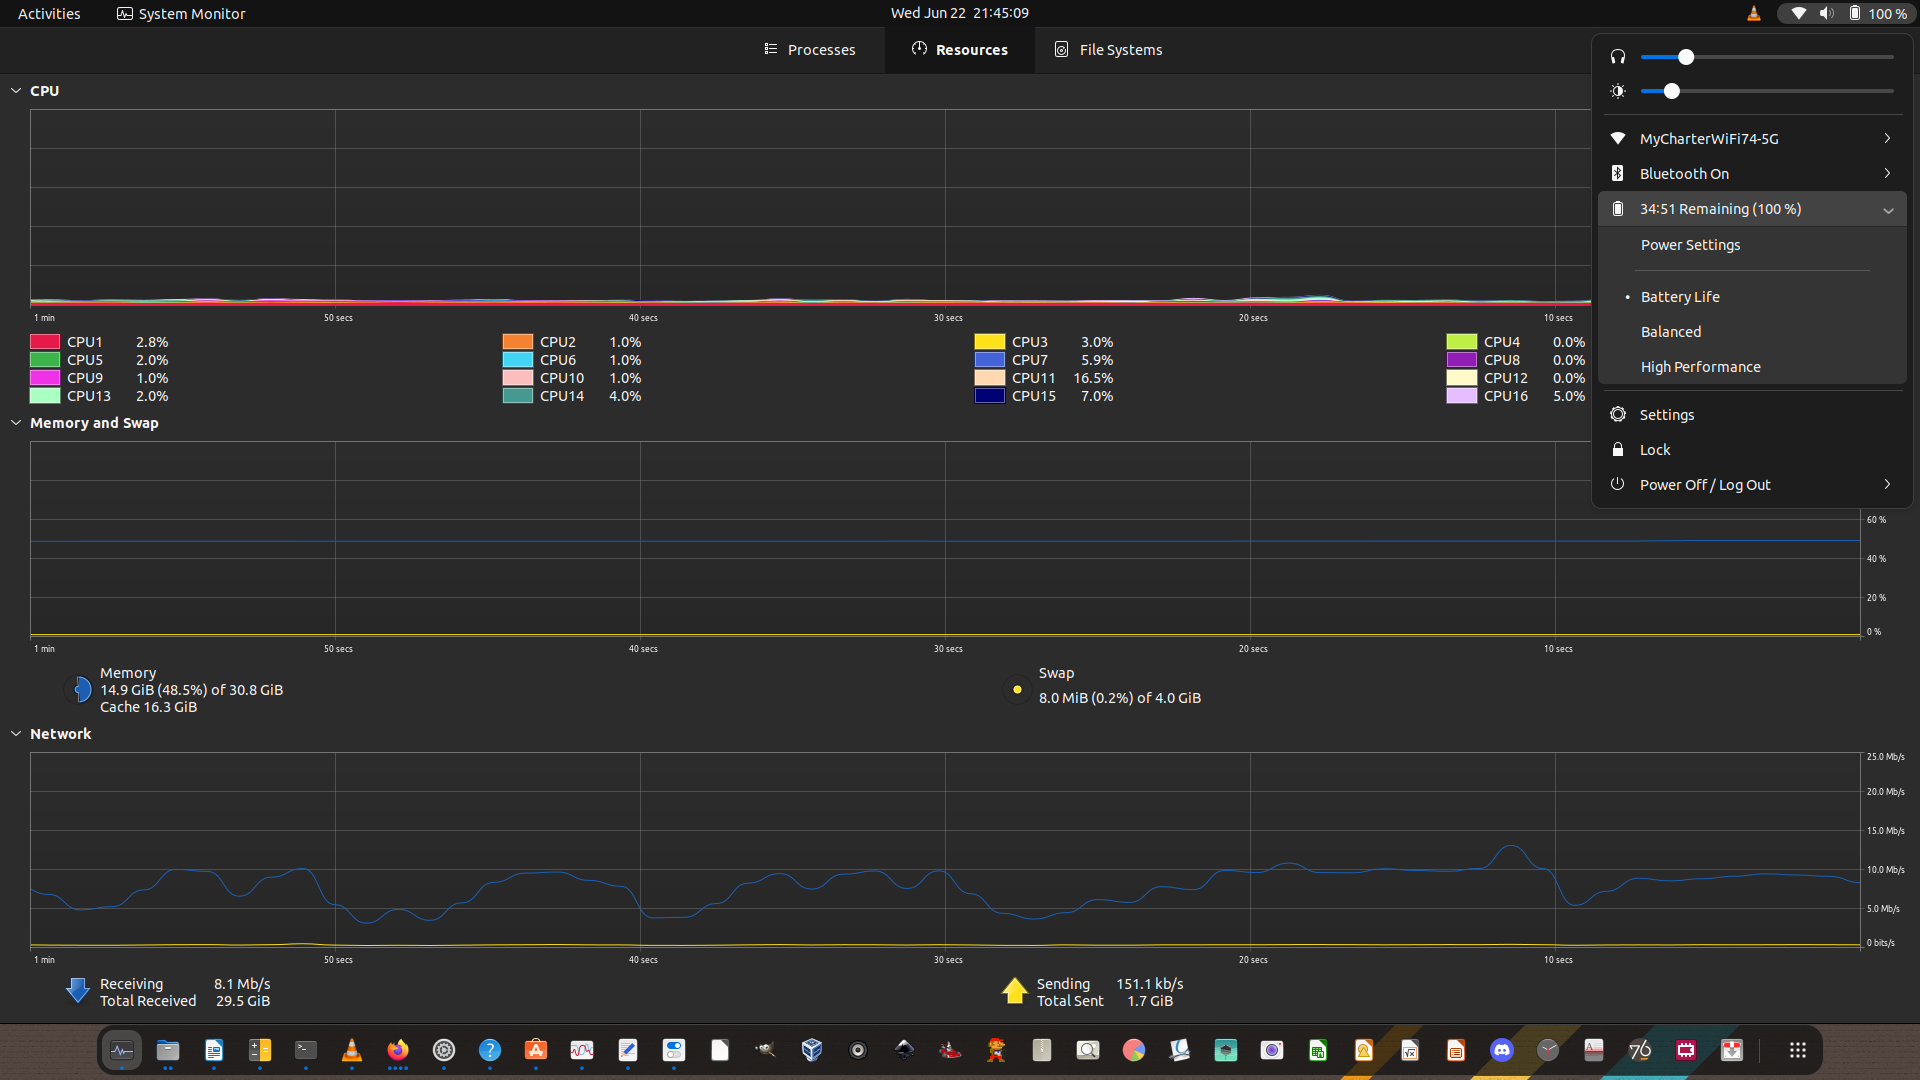 Activities
System Monitor
Wed Jun 22 21:45:09
100 %
Processes
Resources
File Systems
CPU
1 min
50 secs
40 secs
30 secs
20 secs
10 secs
CPU1 2.8%
CPU2 1.0%
CPU3 3.0%
CPU4 0.0%
CPU5 2.0%
CPU6 1.0%
CPU7 5.9%
CPU8 0.0%
CPU9 1.0%
CPU10 1.0%
CPU11 16.5%
CPU12 0.0%
CPU13 2.0%
CPU14 4.0%
CPU15 7.0%
CPU16 5.0%
MyCharterWiFi74-5G
Bluetooth On
34:51 Remaining (100 %)
Power Settings
• Battery Life
Balanced
High Performance
Settings
Lock
Power Off / Log Out
Memory and Swap
60 %
40 %
20 %
0 %
1 min
50 secs
40 secs
30 secs
20 secs
10 secs
Memory
14.9 GiB (48.5%) of 30.8 GiB
Cache 16.3 GiB
Swap
8.0 MiB (0.2%) of 4.0 GiB
Network
25.0 Mb/s
20.0 Mb/s
15.0 Mb/s
10.0 Mb/s
5.0 Mb/s
0 bits/s
1 min
50 secs
40 secs
30 secs
20 secs
10 secs
Receiving 8.1 Mb/s
Total Received 29.5 GiB
Sending 151.1 kb/s
Total Sent 1.7 GiB
76